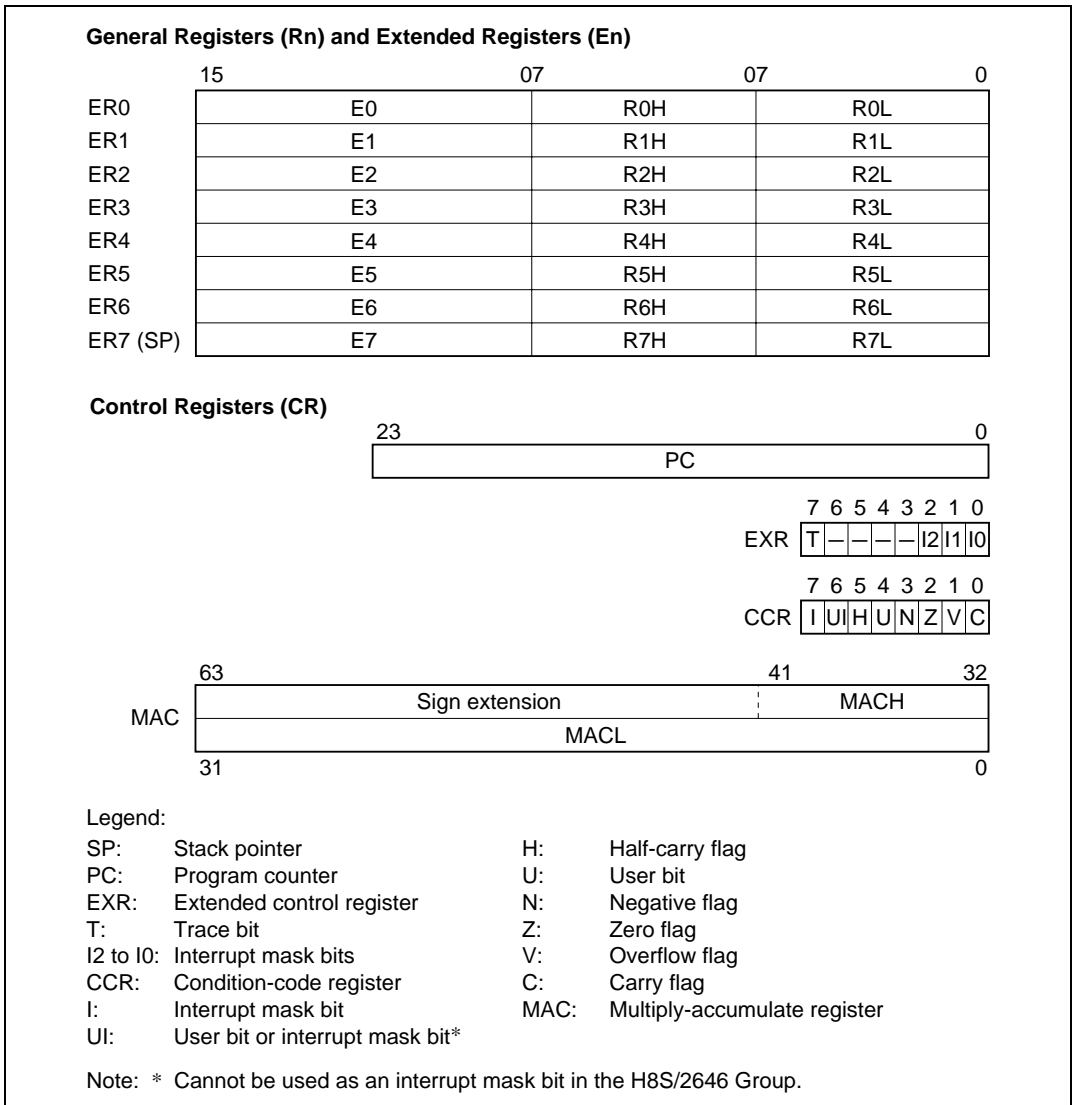 General Registers (Rn) and Extended Registers (En)
15 07 07 0
ER0 E0 R0H R0L
ER1 E1 R1H R1L
ER2 E2 R2H R2L
ER3 E3 R3H R3L
ER4 E4 R4H R4L
ER5 E5 R5H R5L
ER6 E6 R6H R6L
ER7 (SP) E7 R7H R7L
Control Registers (CR)
23 0
PC
7 6 5 4 3 2 1 0
EXR T — — — — I2 I1 I0
7 6 5 4 3 2 1 0
CCR I UI H U N Z V C
63 41 32
Sign extension MACH
MAC
MACL
31 0
Legend:
SP: Stack pointer H: Half-carry flag
PC: Program counter U: User bit
EXR: Extended control register N: Negative flag
T: Trace bit Z: Zero flag
I2 to I0: Interrupt mask bits V: Overflow flag
CCR: Condition-code register C: Carry flag
I: Interrupt mask bit MAC: Multiply-accumulate register
UI: User bit or interrupt mask bit*
Note: * Cannot be used as an interrupt mask bit in the H8S/2646 Group.